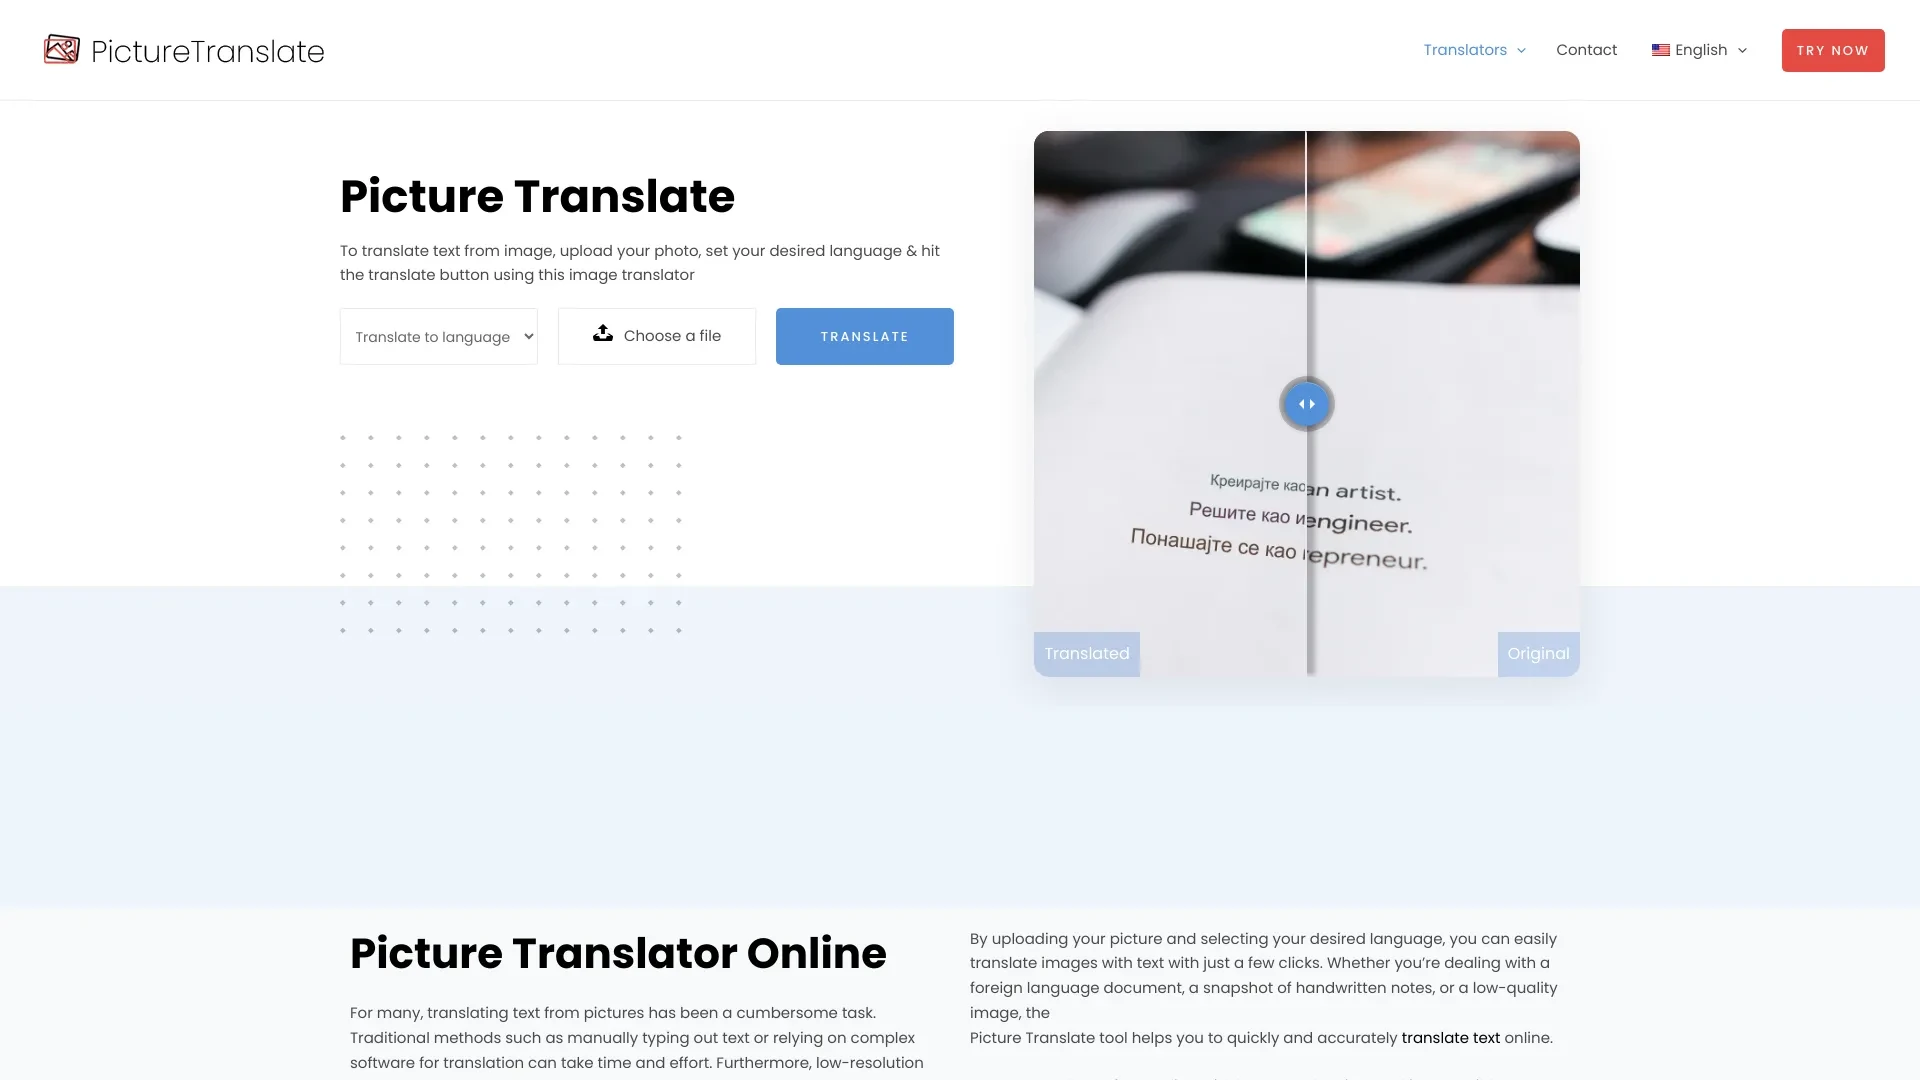 PictureTranslate
Translators
Contact
English
TRY NOW
Picture Translate
To translate text from image, upload your photo, set your desired language & hit
the translate button using this image translator
Translate to language
Choose a file
TRANSLATE
Креирајте као an artist.
Решите као и engineer.
Понашајте се као repreneur.
Translated
Original
Picture Translator Online
For many, translating text from pictures has been a cumbersome task.
Traditional methods such as manually typing out text or relying on complex
software for translation can take time and effort. Furthermore, low-resolution
By uploading your picture and selecting your desired language, you can easily
translate images with text with just a few clicks. Whether you’re dealing with a
foreign language document, a snapshot of handwritten notes, or a low-quality
image, the
Picture Translate tool helps you to quickly and accurately translate text online.